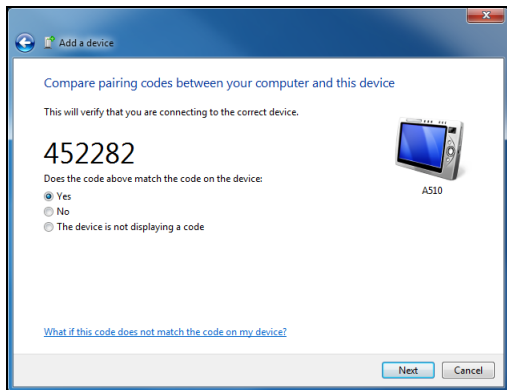 Add a device
Compare pairing codes between your computer and this device
This will verify that you are connecting to the correct device.
452282
Does the code above match the code on the device:
Yes
No
The device is not displaying a code
A510
What if this code does not match the code on my device?
Next Cancel